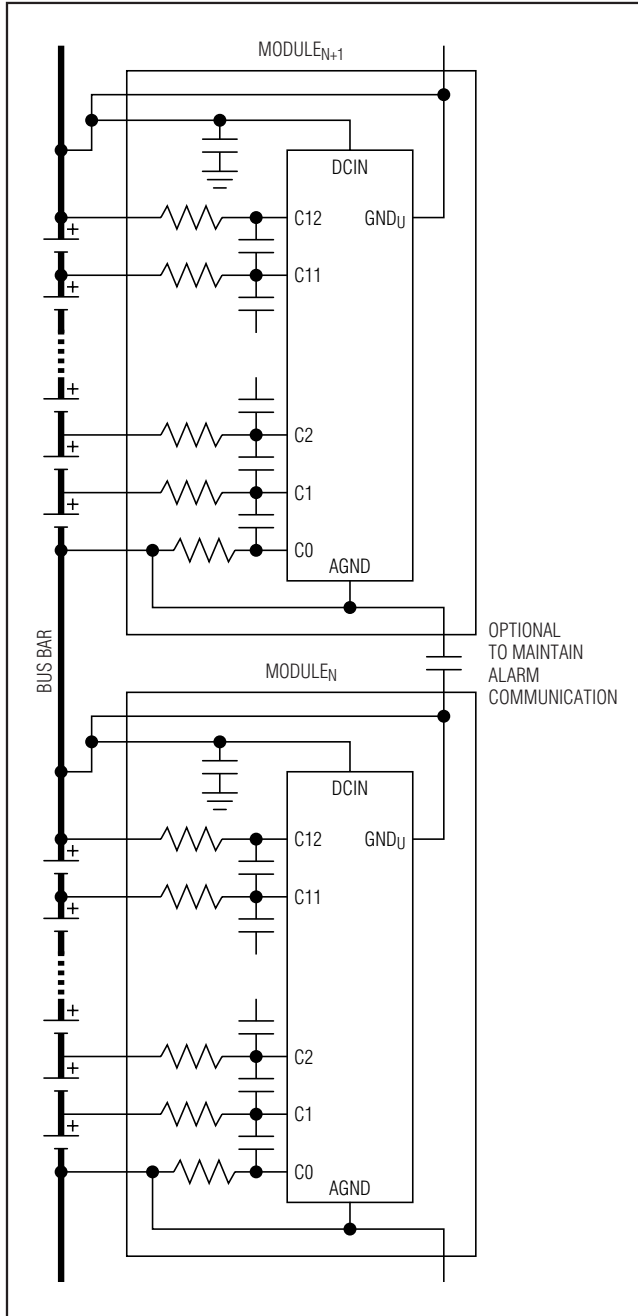 MODULEN+1
DCIN
C12
GNDU
C11
+
+
+
C2
+
C1
+
C0
AGND
BUS BAR
OPTIONAL
TO MAINTAIN
ALARM
COMMUNICATION
MODULEN
DCIN
C12
GNDU
+
C11
+
+
C2
+
C1
+
C0
AGND